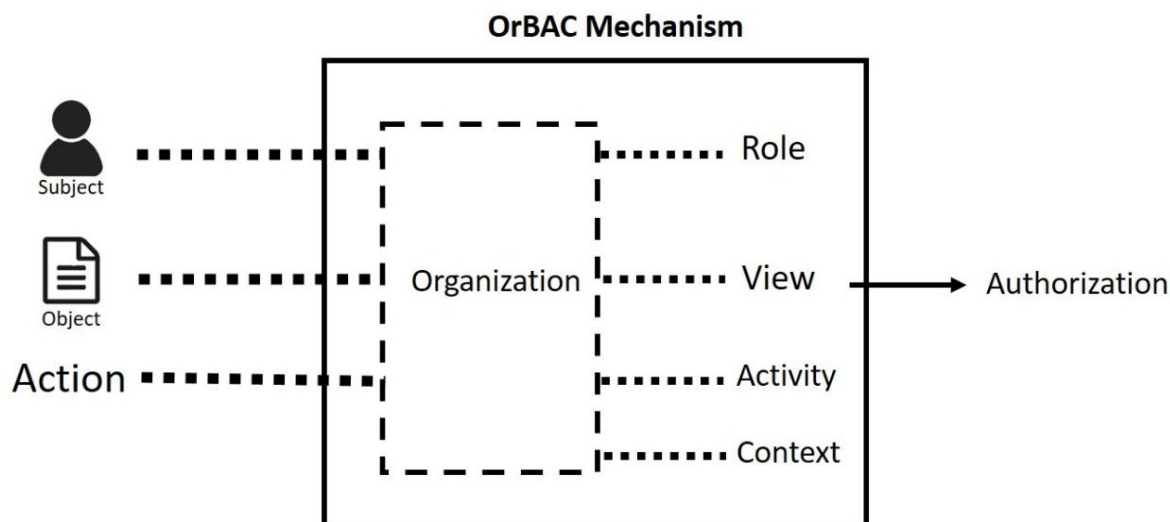 OrBAC Mechanism
Subject
Role
Object
Organization
View
Authorization
Action
Activity
Context